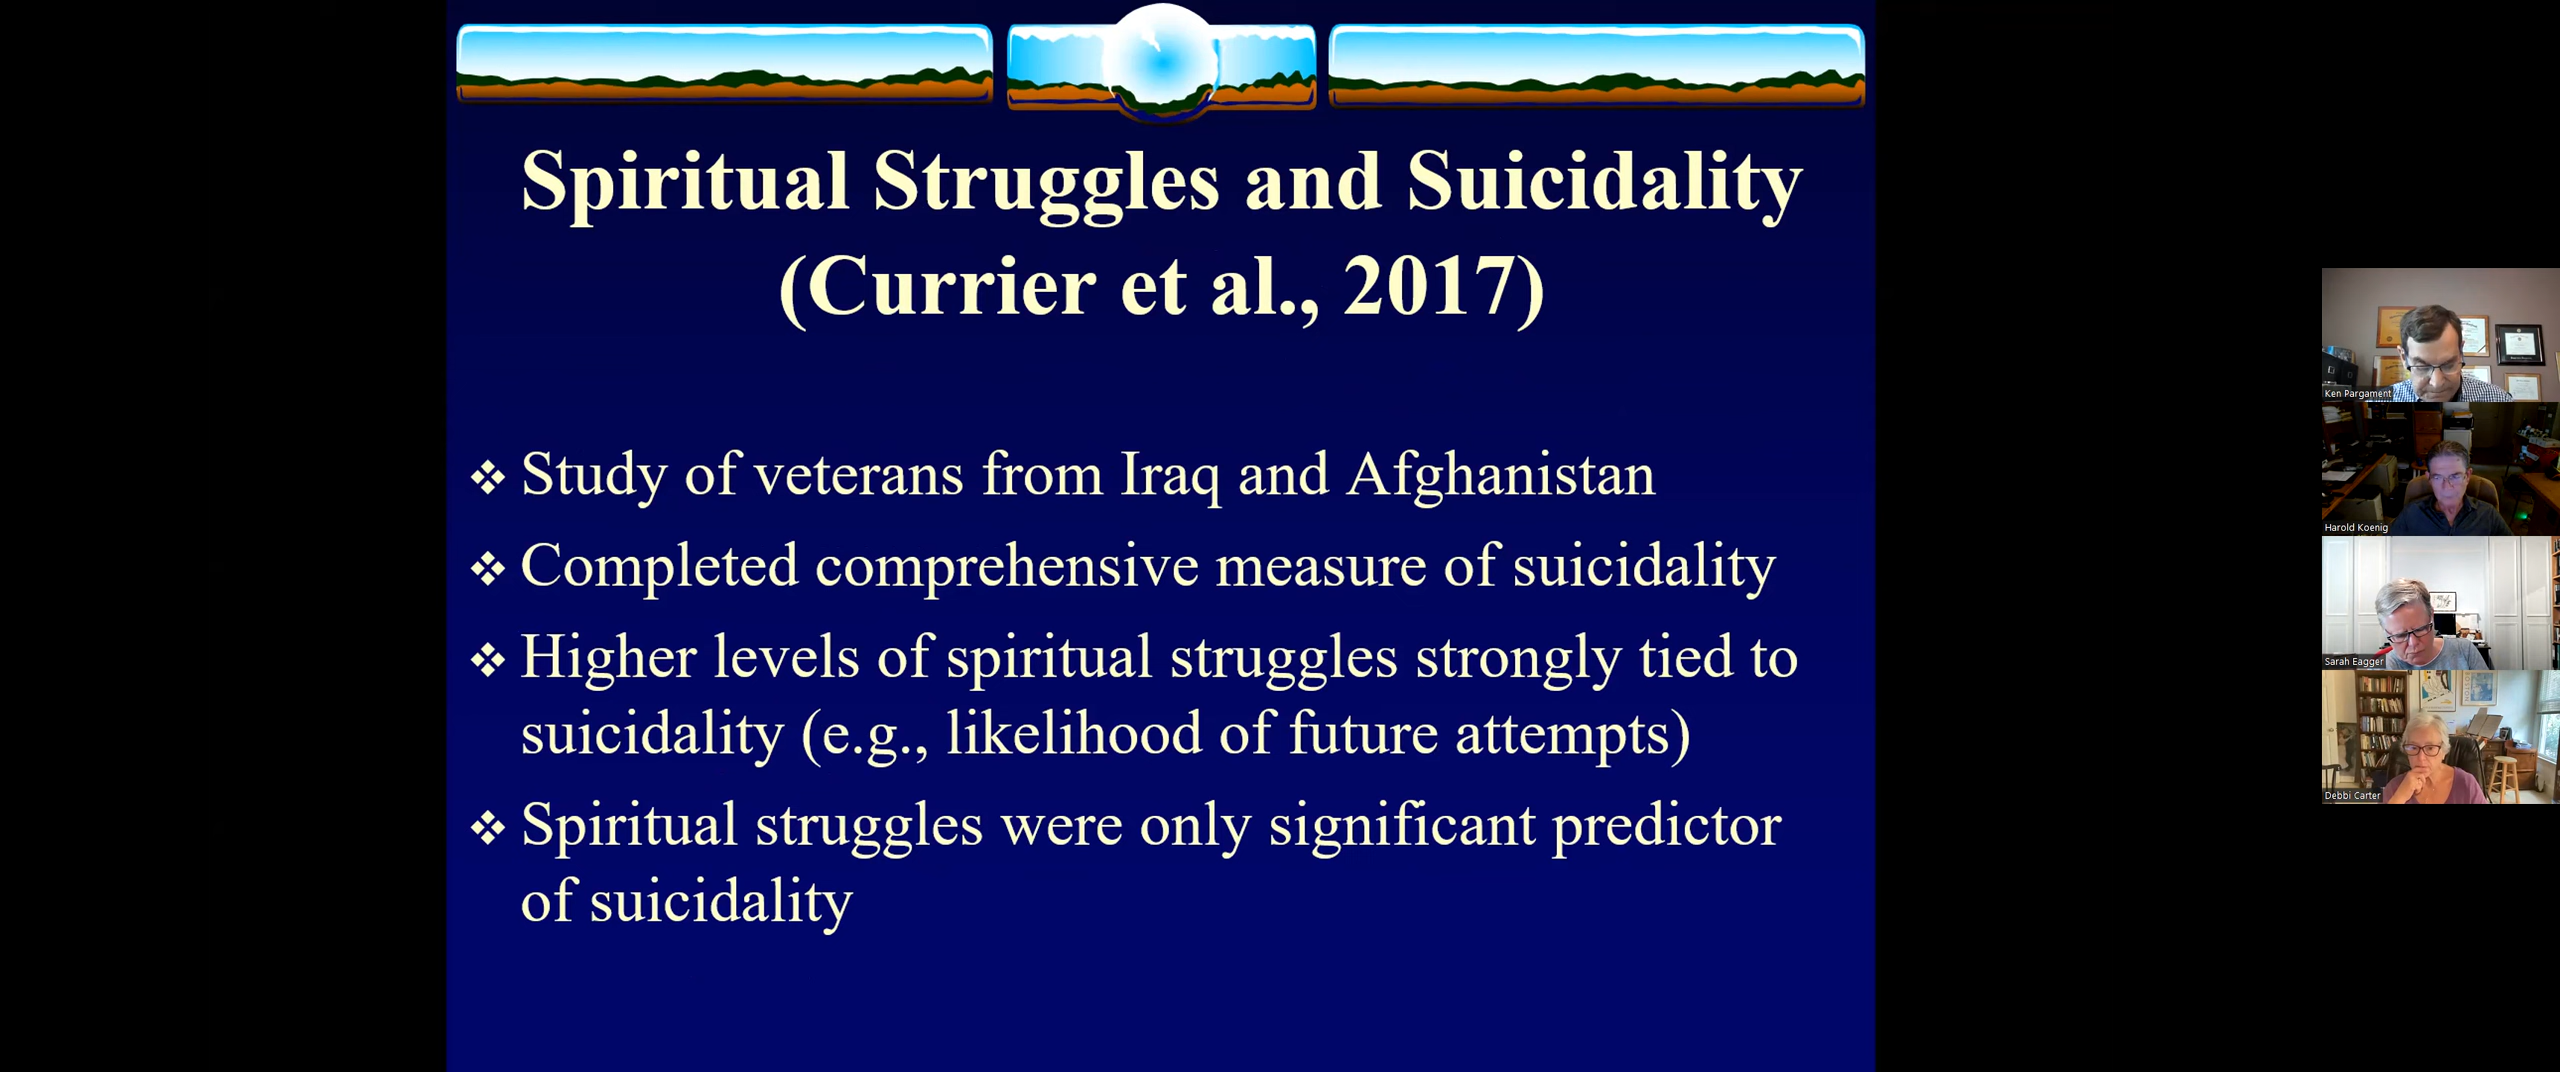 Spiritual Struggles and Suicidality
(Currier et al., 2017)
❖ Study of veterans from Iraq and Afghanistan
❖ Completed comprehensive measure of suicidality
❖ Higher levels of spiritual struggles strongly tied to
suicidality (e.g., likelihood of future attempts)
❖ Spiritual struggles were only significant predictor
of suicidality
Ken Pargament
Harold Koenig
Sarah Eagger
Debbi Carter